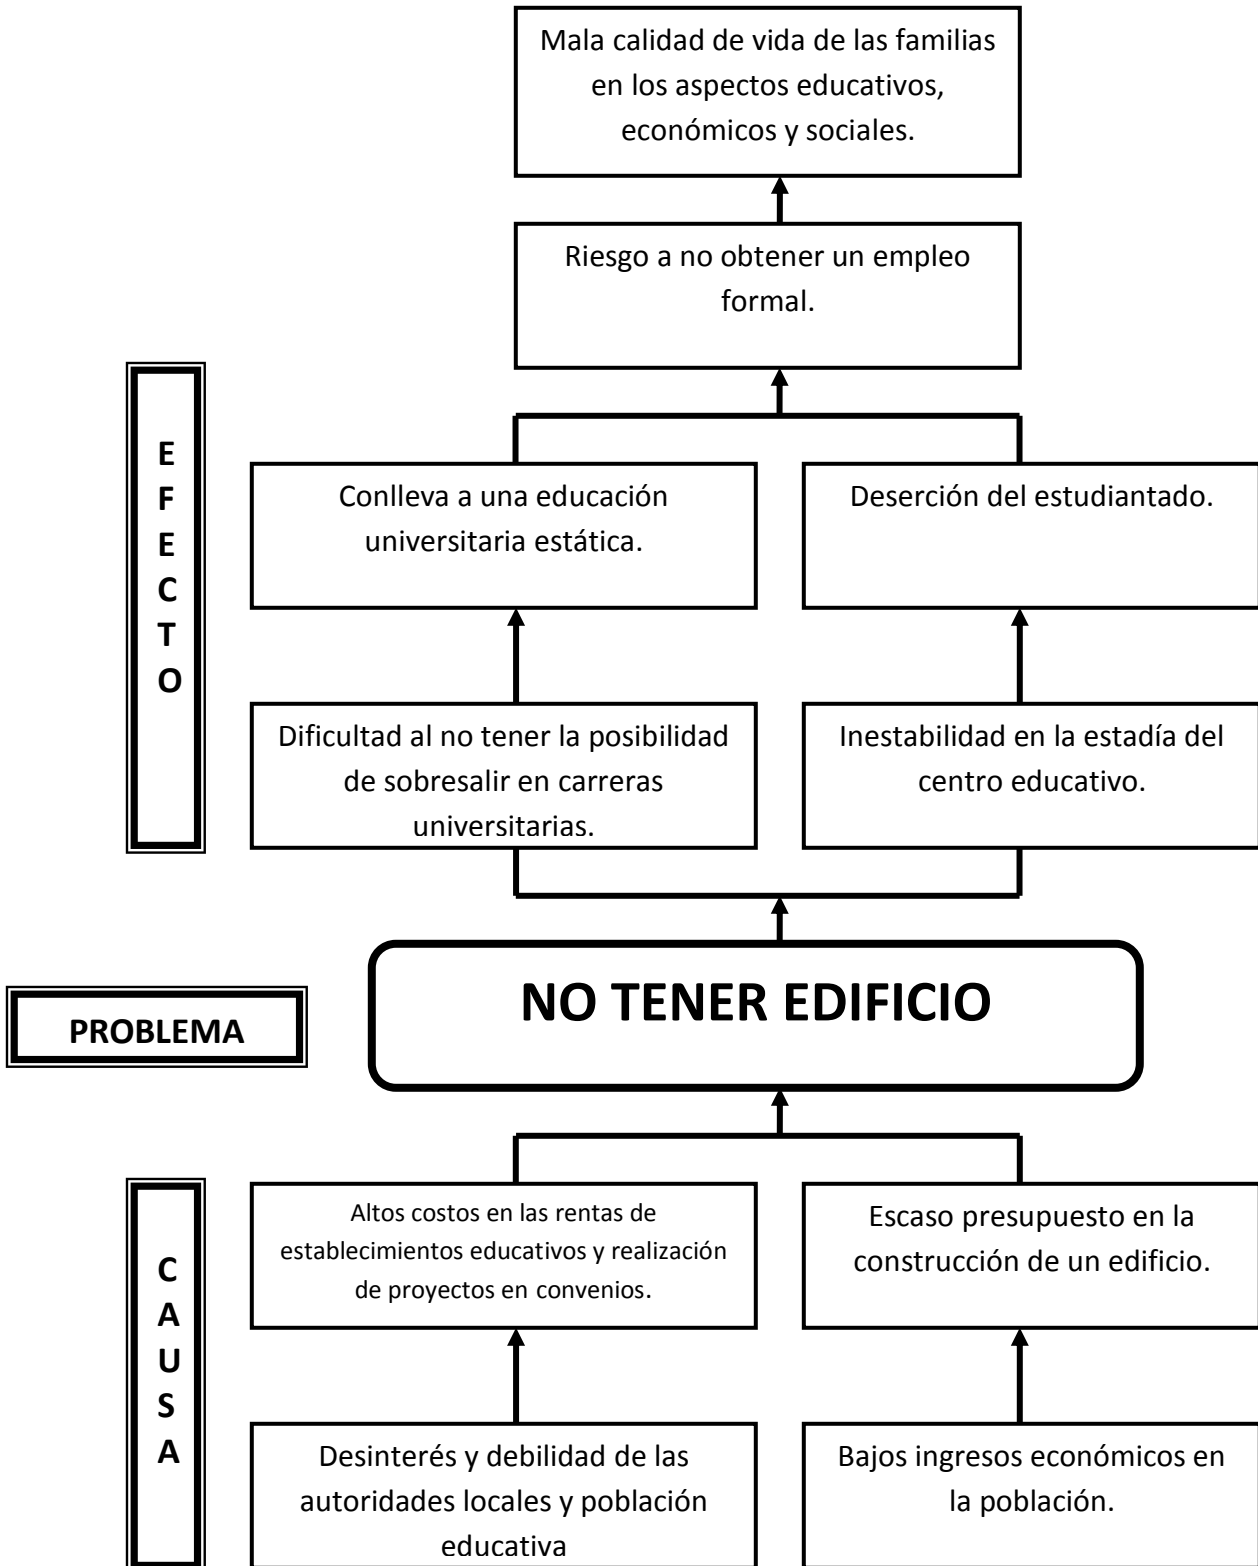 Mala calidad de vida de las familias
en los aspectos educativos,
económicos y sociales.
Riesgo a no obtener un empleo
formal.
E
F
E
C
T
O
Conlleva a una educación
universitaria estática.
Deserción del estudiantado.
Dificultad al no tener la posibilidad
de sobresalir en carreras
universitarias.
Inestabilidad en la estadía del
centro educativo.
PROBLEMA
NO TENER EDIFICIO
C
A
U
S
A
Altos costos en las rentas de
establecimientos educativos y realización
de proyectos en convenios.
Escaso presupuesto en la
construcción de un edificio.
Desinterés y debilidad de las
autoridades locales y población
educativa
Bajos ingresos económicos en
la población.